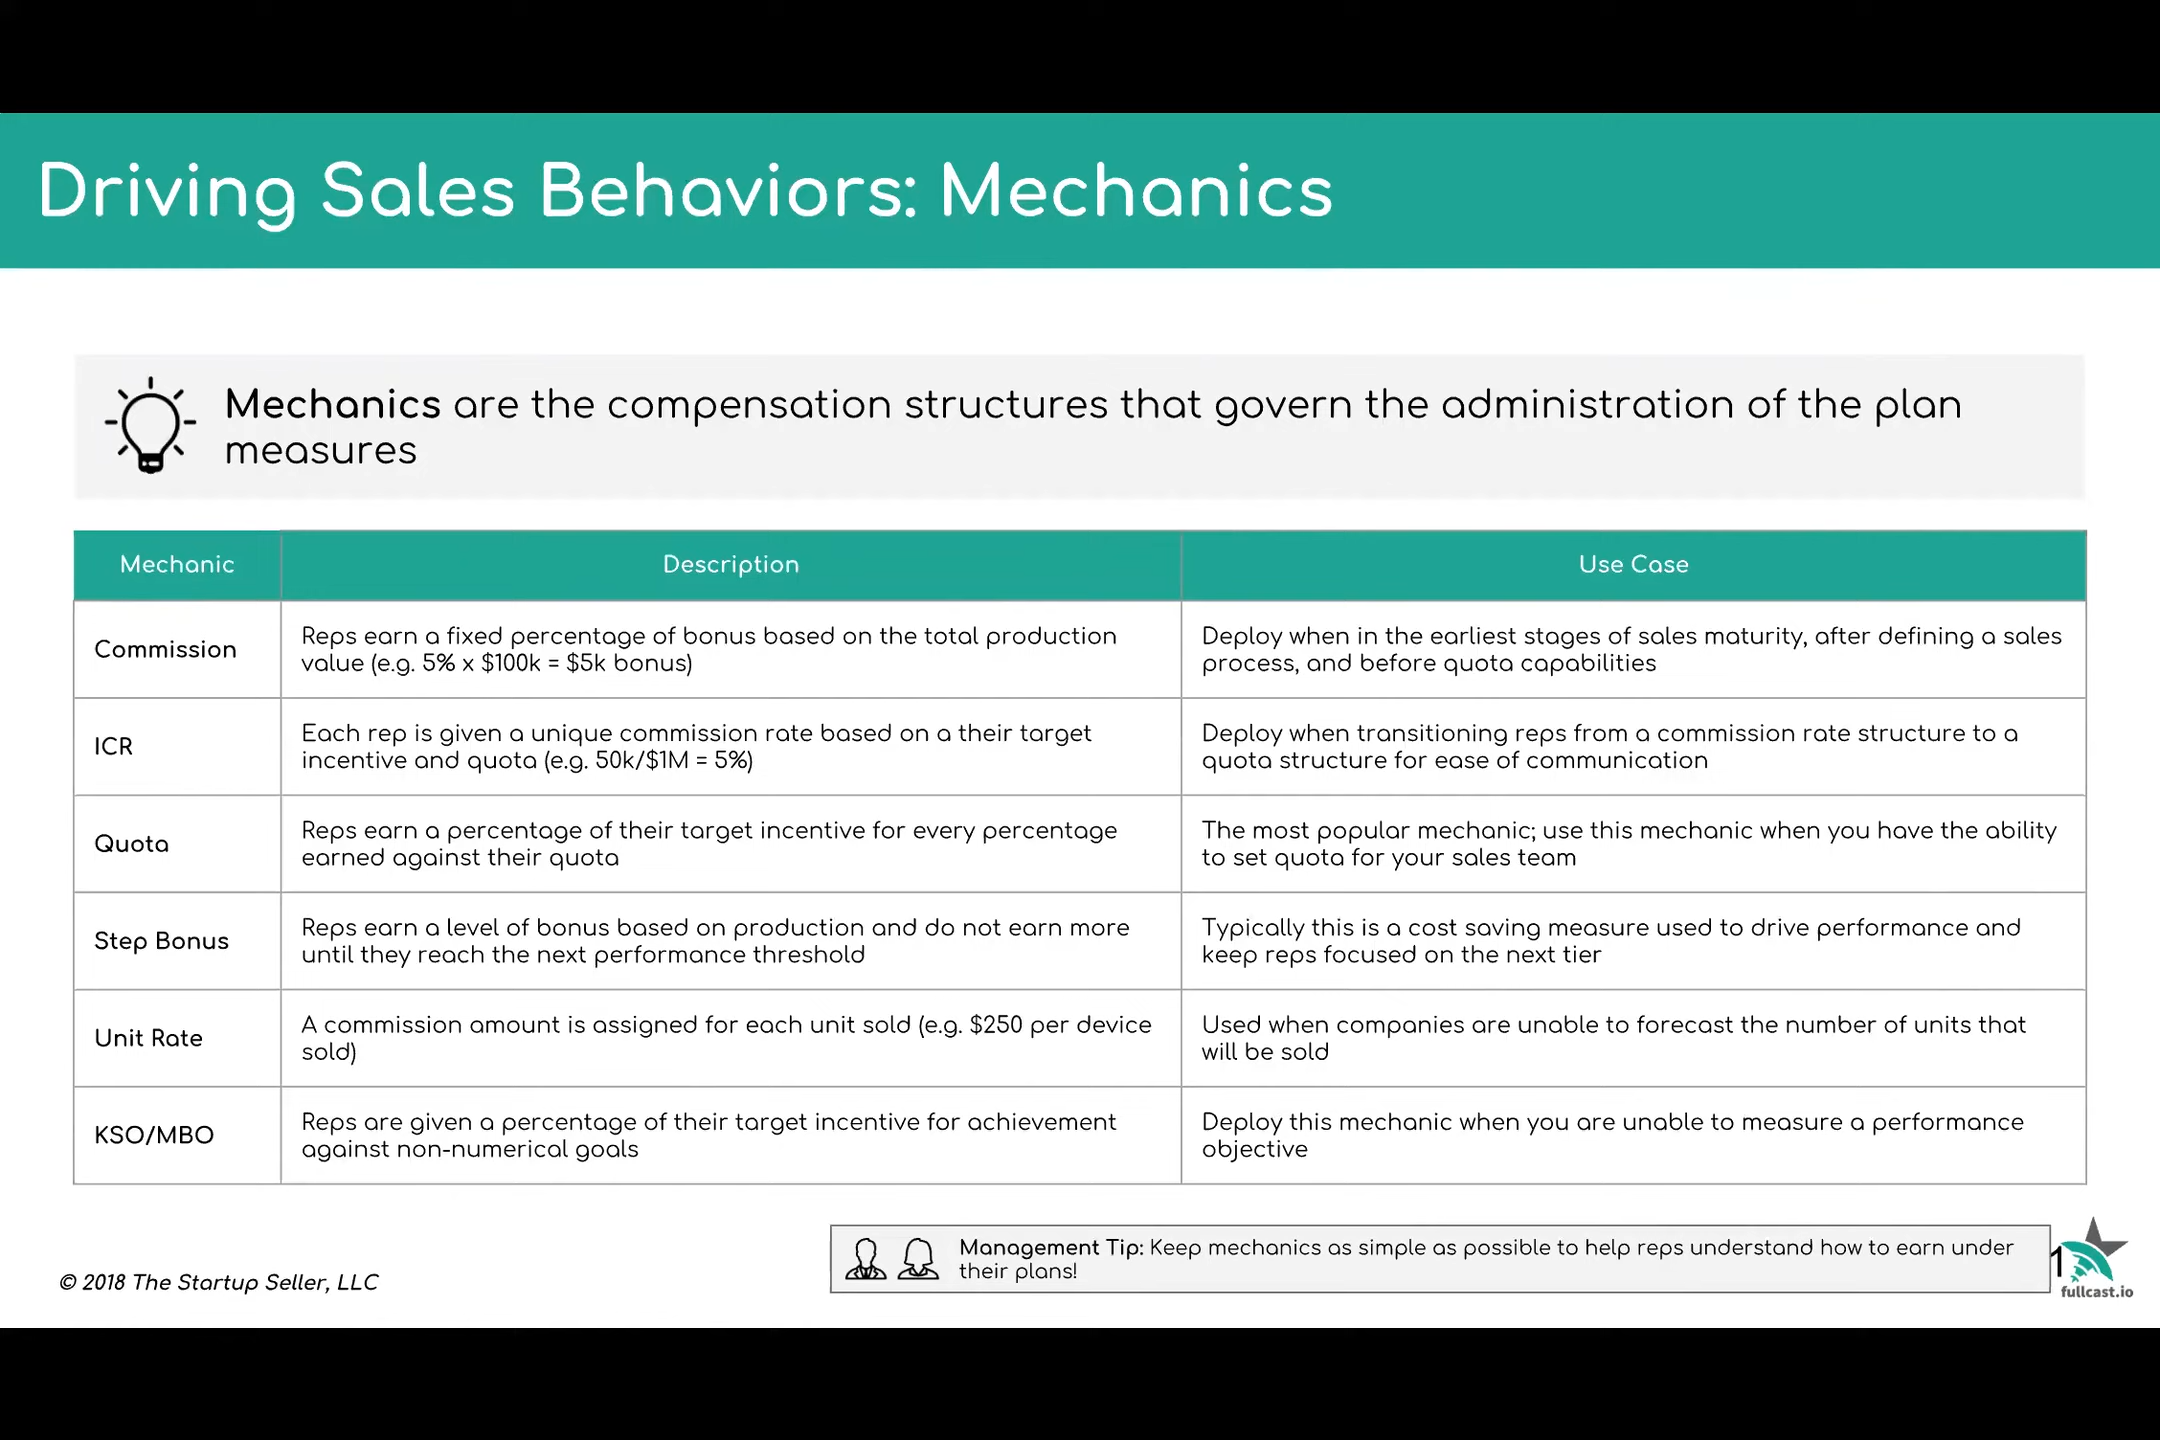 Driving Sales Behaviors: Mechanics
Mechanics are the compensation structures that govern the administration of the plan
measures
Mechanic
Description
Use Case
Commission
Reps earn a fixed percentage of bonus based on the total production
value (e.g. 5% x $100k = $5k bonus)
Deploy when in the earliest stages of sales maturity, after defining a sales
process, and before quota capabilities
ICR
Each rep is given a unique commission rate based on a their target
incentive and quota (e.g. 50k/$1M = 5%)
Deploy when transitioning reps from a commission rate structure to a
quota structure for ease of communication
Quota
Reps earn a percentage of their target incentive for every percentage
earned against their quota
The most popular mechanic; use this mechanic when you have the ability
to set quota for your sales team
Step Bonus
Reps earn a level of bonus based on production and do not earn more
until they reach the next performance threshold
Typically this is a cost saving measure used to drive performance and
keep reps focused on the next tier
Unit Rate
A commission amount is assigned for each unit sold (e.g. $250 per device
sold)
Used when companies are unable to forecast the number of units that
will be sold
KSO/MBO
Reps are given a percentage of their target incentive for achievement
against non-numerical goals
Deploy this mechanic when you are unable to measure a performance
objective
Management Tip: Keep mechanics as simple as possible to help reps understand how to earn under
their plans!
© 2018 The Startup Seller, LLC
1
fullcast.io